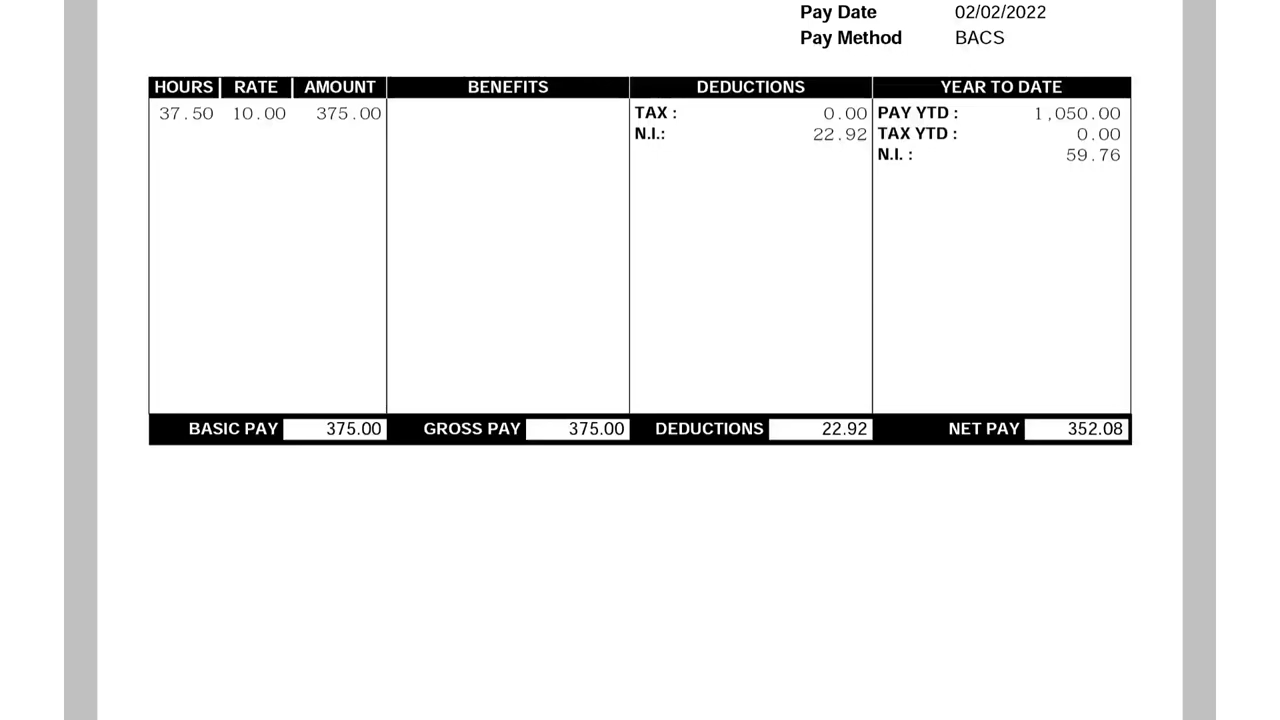 Pay Date 02/02/2022
Pay Method BACS
HOURS RATE AMOUNT BENEFITS DEDUCTIONS YEAR TO DATE
37.50 10.00 375.00 TAX : 0.00 PAY YTD : 1,050.00
N.I.: 22.92 TAX YTD : 0.00
N.I. : 59.76
BASIC PAY 375.00 GROSS PAY 375.00 DEDUCTIONS 22.92 NET PAY 352.08